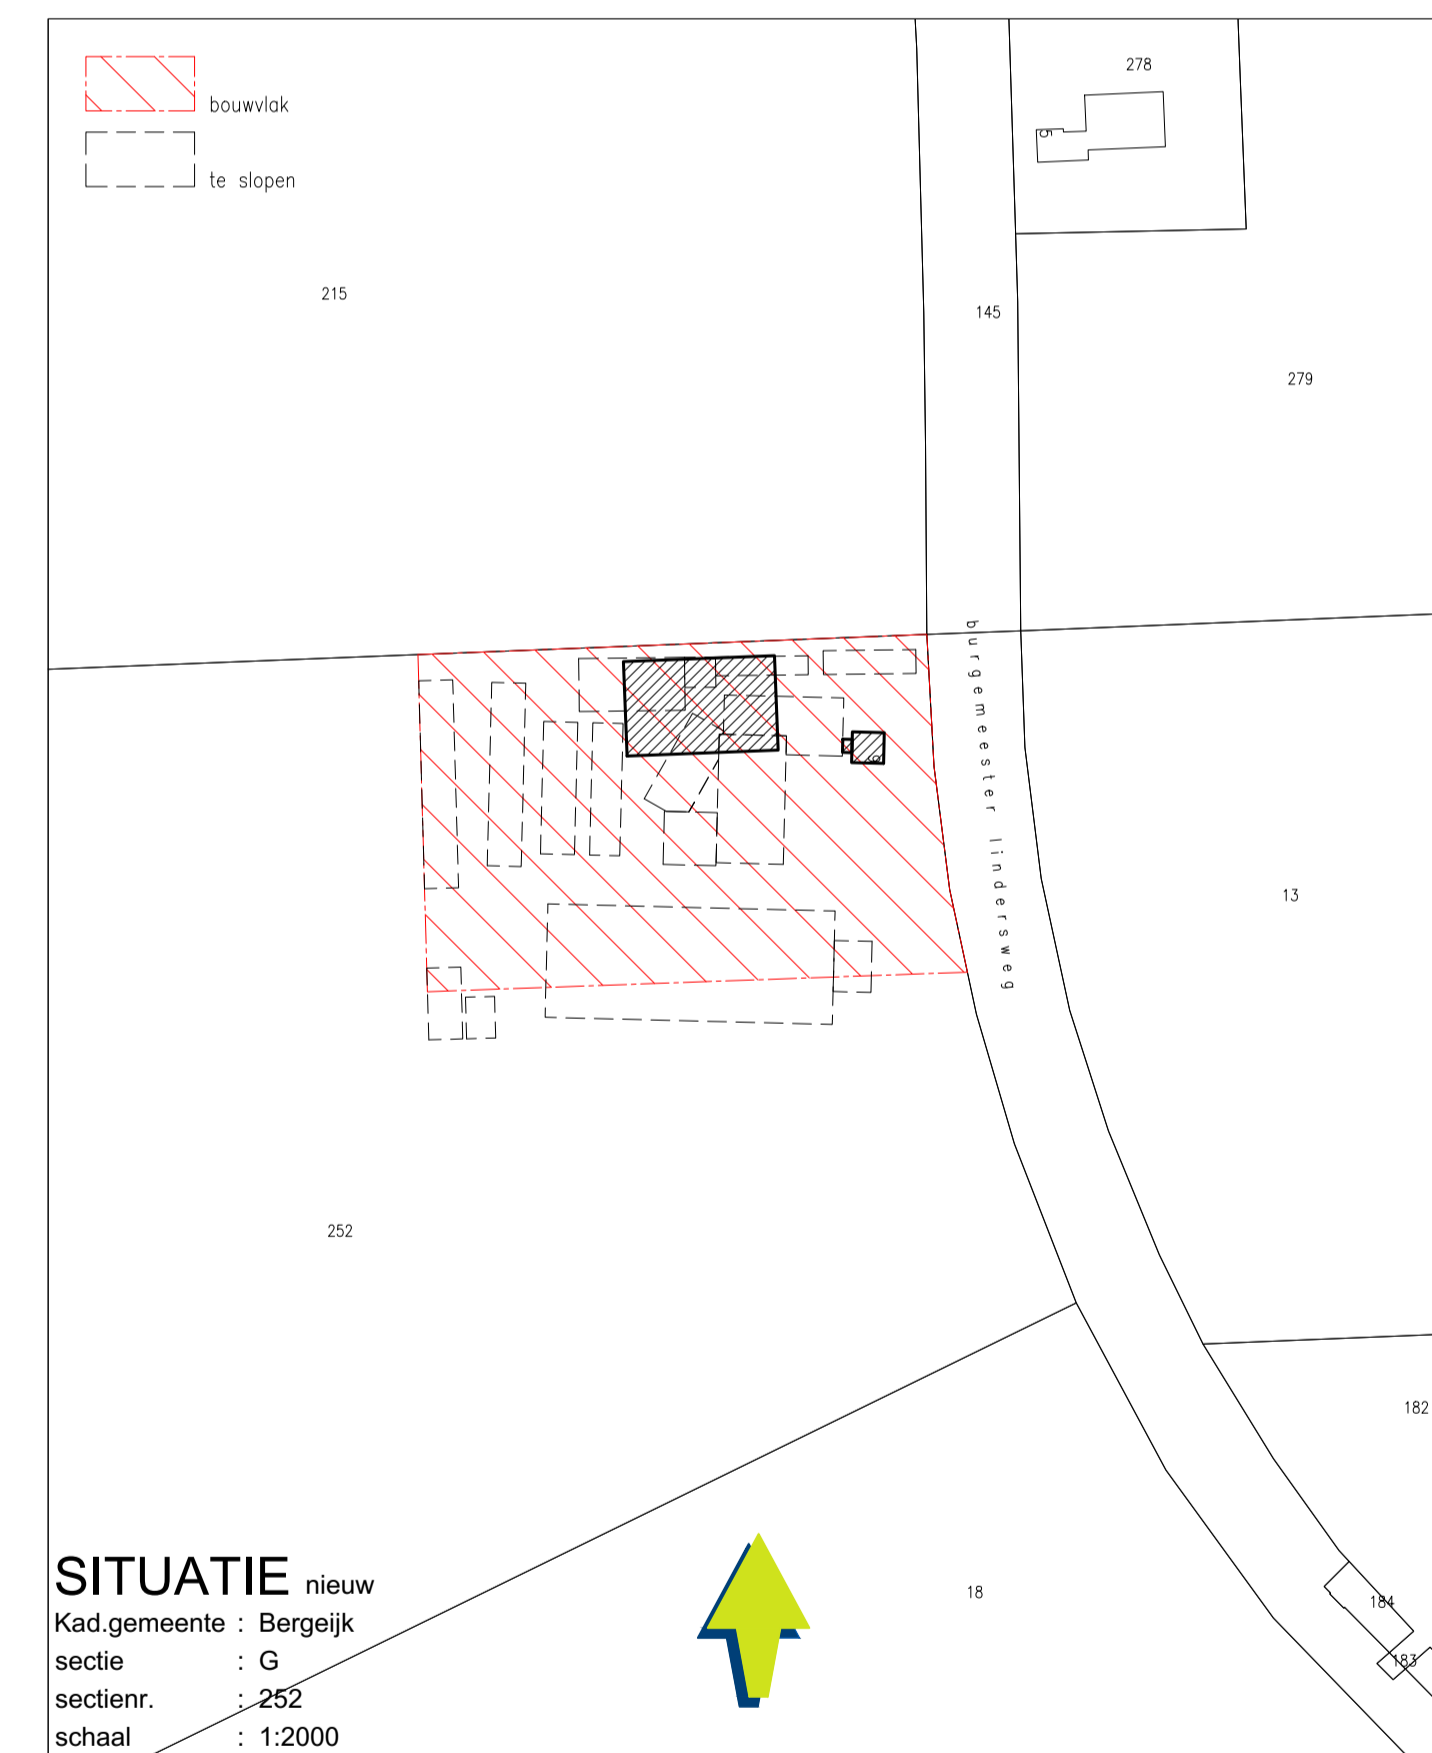 278
bouwvlak
5
te slopen
215
145
279
burgemeester lindersweg
13
252
182
SITUATIE nieuw
18
184
Kad.gemeente : Bergeijk
sectie : G
183
sectienr. : 252
schaal : 1:2000